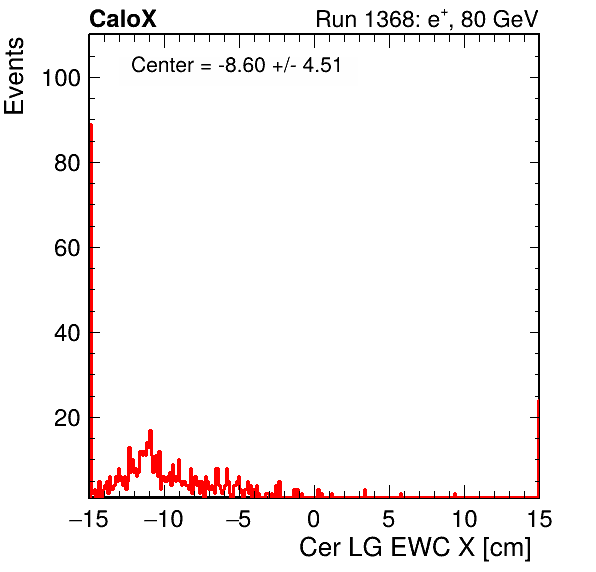 CaloX Run 1368: e⁺, 80 GeV
Center = -8.60 +/- 4.51
Events
100
80
60
40
20
−15 −10 −5 0 5 10 15
Cer LG EWC X [cm]